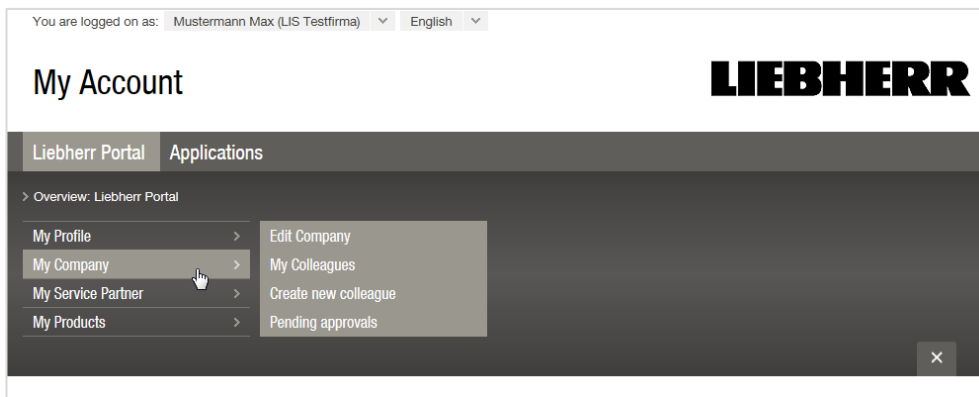 You are logged on as: Mustermann Max (LIS Testfirma) English
My Account
LIEBHERR
Liebherr Portal Applications
Overview: Liebherr Portal
My Profile
My Company
My Service Partner
My Products
Edit Company
My Colleagues
Create new colleague
Pending approvals